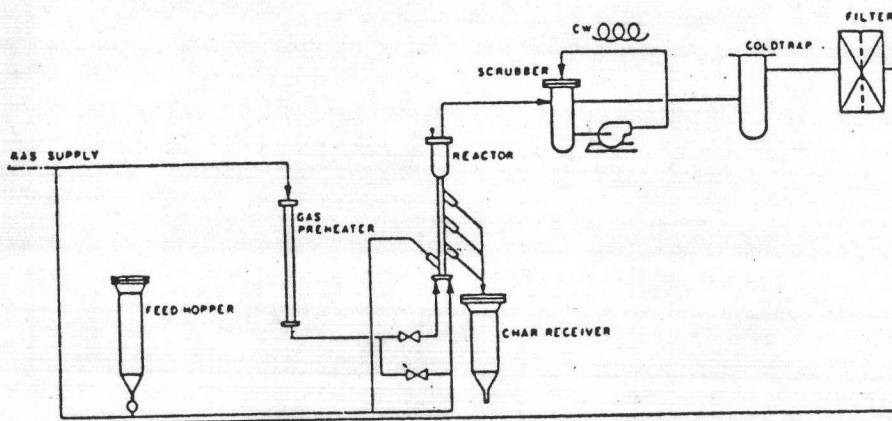 FILTER
CW
COLDTRAP
SCRUBBER
REACTOR
GAS SUPPLY
GAS
PREHEATER
FEED HOPPER
CHAR RECEIVER